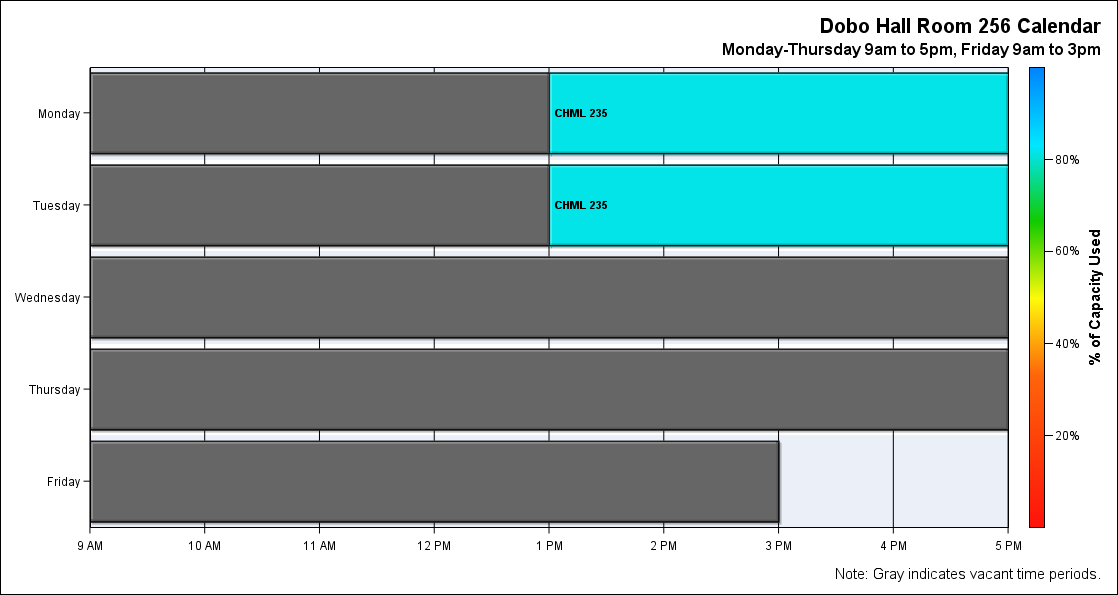 Dobo Hall Room 256 Calendar
Monday-Thursday 9am to 5pm, Friday 9am to 3pm
Monday
CHML 235
Tuesday
CHML 235
Wednesday
Thursday
Friday
9 AM 10 AM 11 AM 12 PM 1 PM 2 PM 3 PM 4 PM 5 PM
80%
60%
40%
20%
% of Capacity Used
Note: Gray indicates vacant time periods.